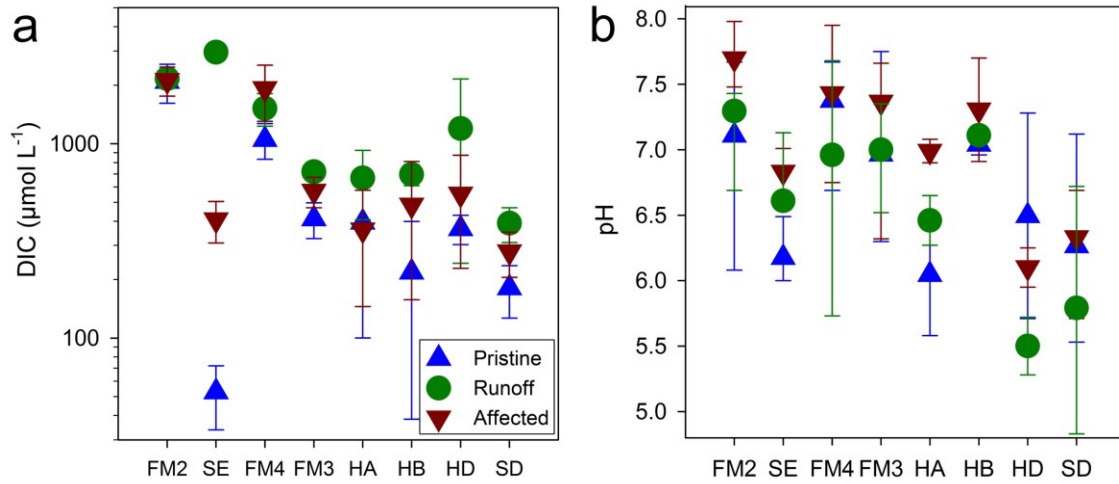 a
DIC (µmol L⁻¹)
1000
100
Pristine
Runoff
Affected
FM2 SE FM4 FM3 HA HB HD SD
b
pH
8.0
7.5
7.0
6.5
6.0
5.5
5.0
FM2 SE FM4 FM3 HA HB HD SD